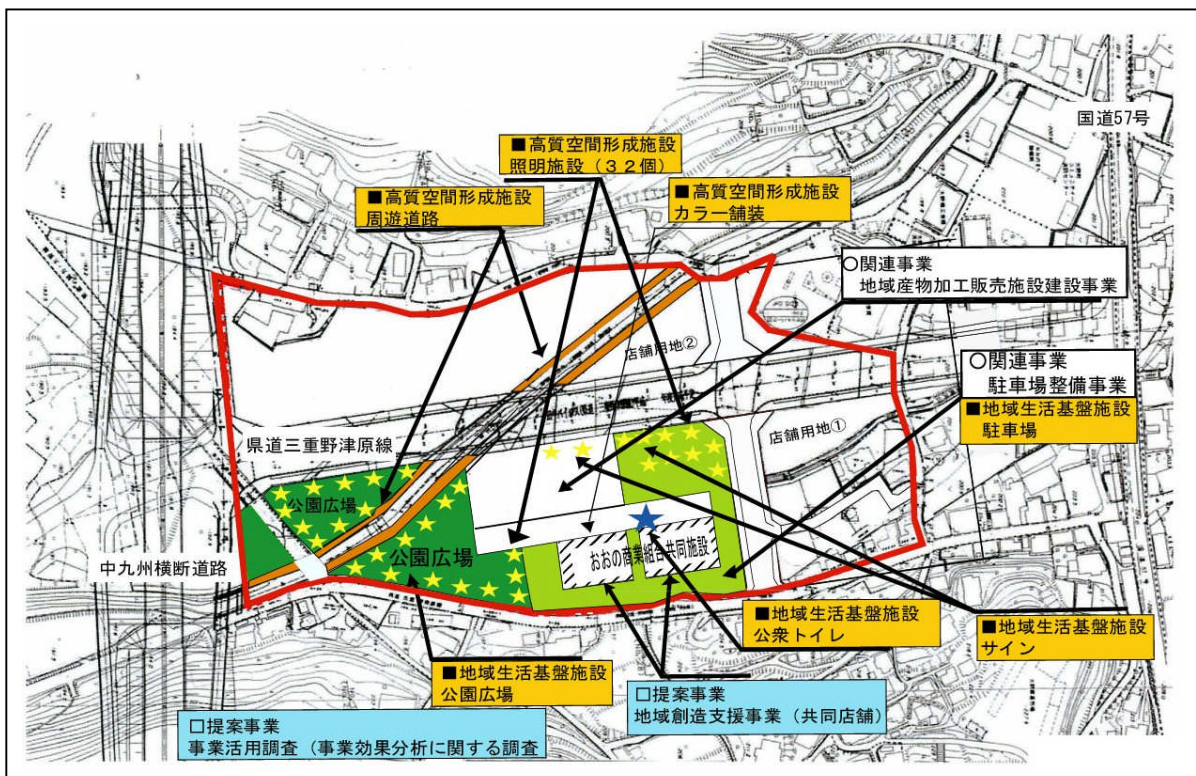 国道57号
■高質空間形成施設
照明施設（３２個）
■高質空間形成施設
周遊道路
■高質空間形成施設
カラー舗装
○関連事業
地域産物加工販売施設建設事業
店舗用地②
○関連事業
駐車場整備事業
■地域生活基盤施設
駐車場
店舗用地①
県道三重野津原線
公園広場
公園広場
おおの商業組合共同施設
中九州横断道路
■地域生活基盤施設
公衆トイレ
■地域生活基盤施設
サイン
■地域生活基盤施設
公園広場
□提案事業
地域創造支援事業（共同店舗）
□提案事業
事業活用調査（事業効果分析に関する調査